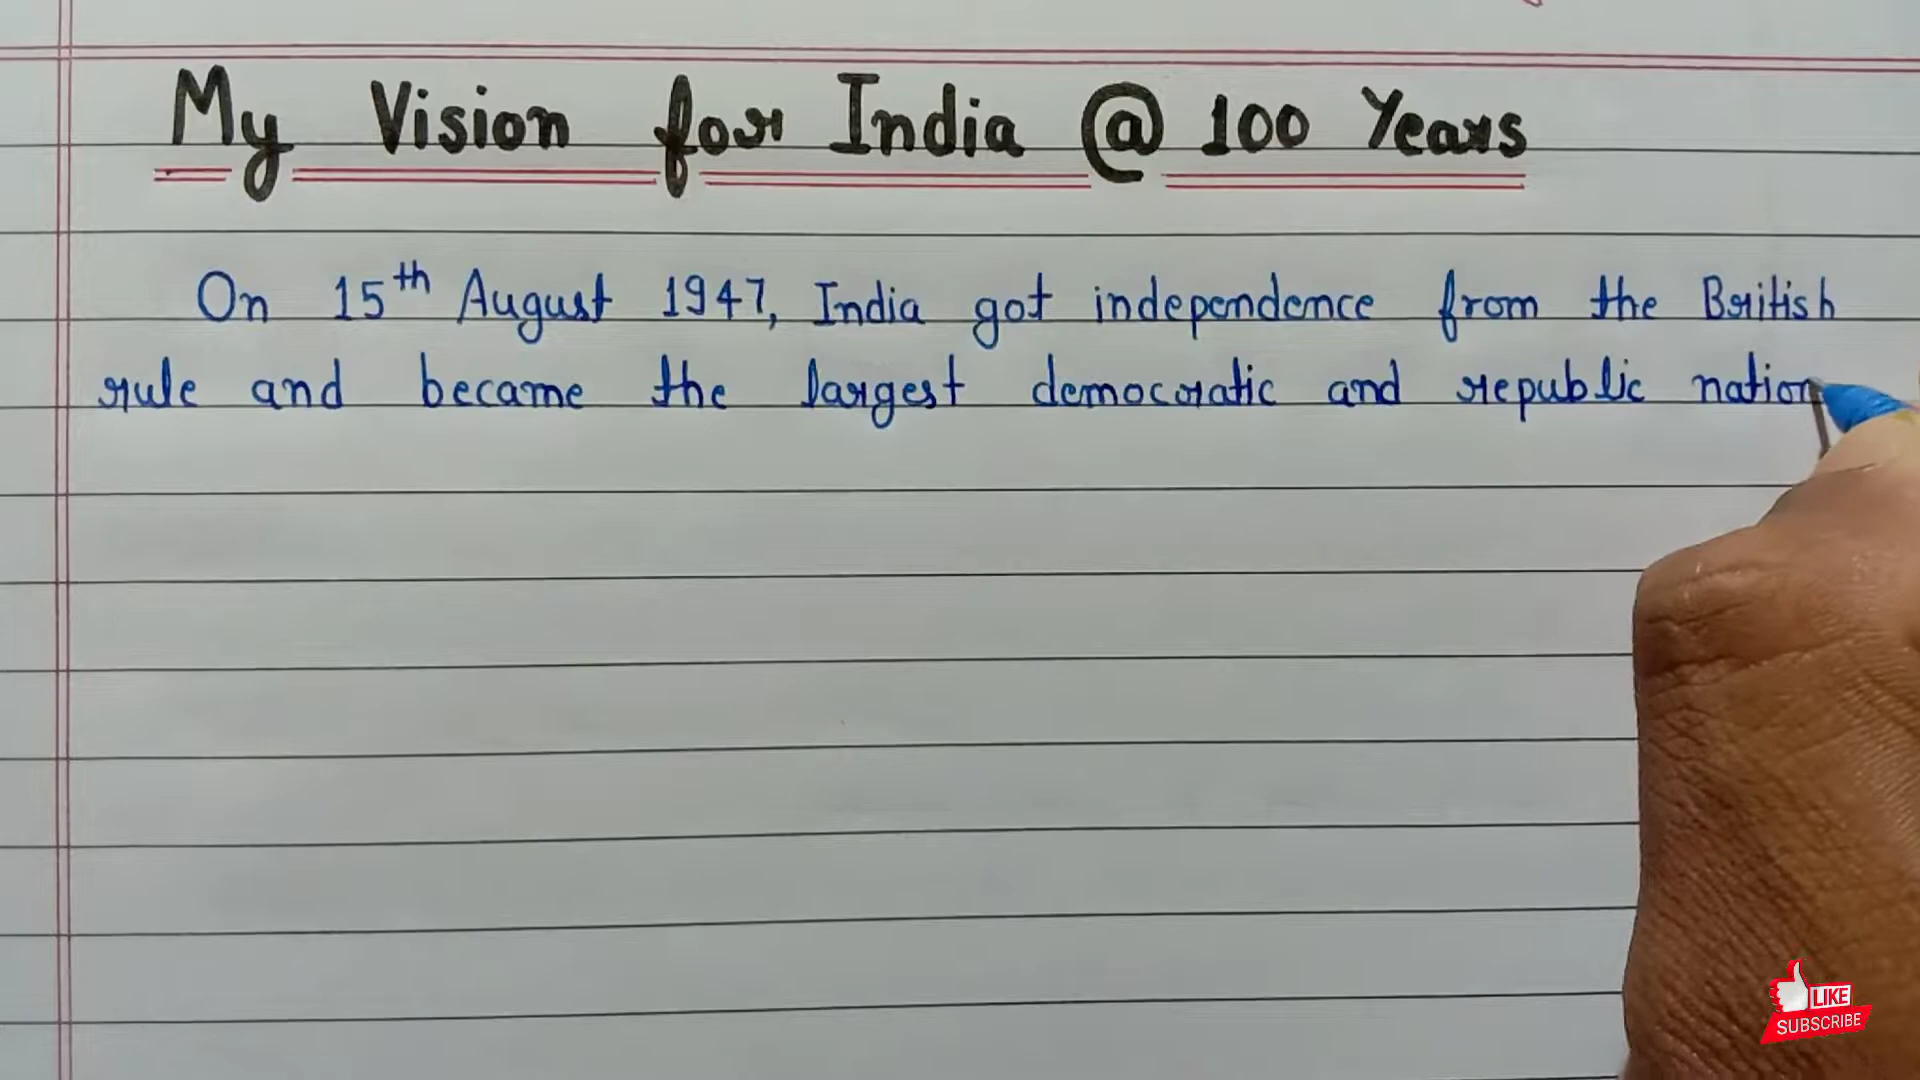 My Vision for India @ 100 Years
On 15th August 1947, India got independence from the British
rule and became the largest democratic and republic nation
LIKE
SUBSCRIBE